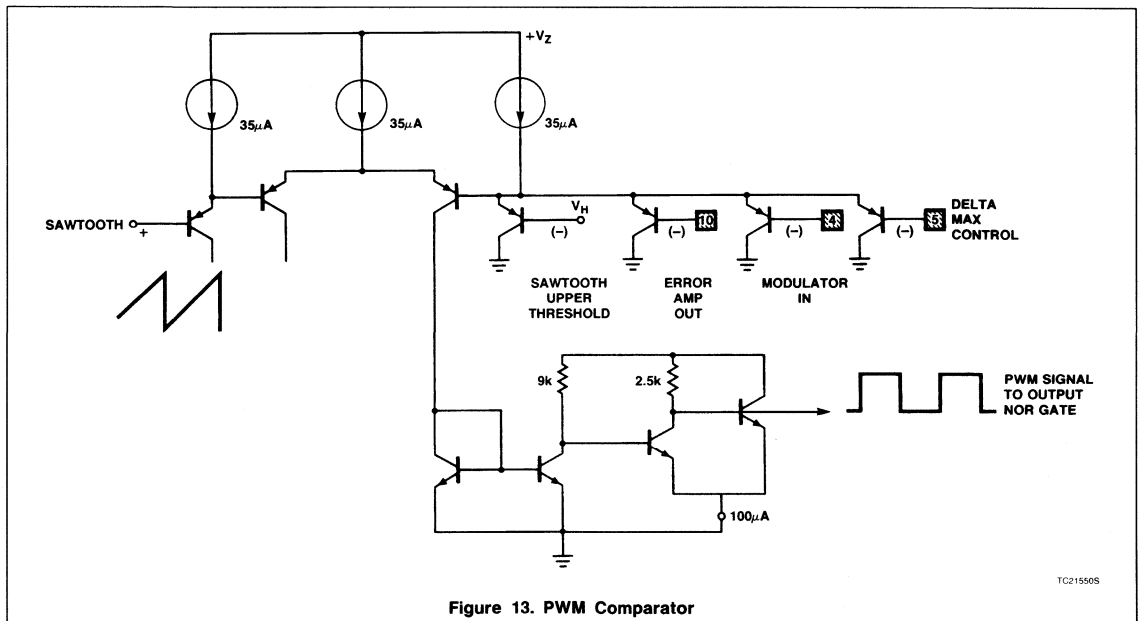 +VZ
35μA
35μA
35μA
SAWTOOTH
+
VH
(−)
(−)
10
(−)
4
(−)
5
DELTA
MAX
CONTROL
SAWTOOTH
UPPER
THRESHOLD
ERROR
AMP
OUT
MODULATOR
IN
9k
2.5k
PWM SIGNAL
TO OUTPUT
NOR GATE
100μA
TC21550S
Figure 13. PWM Comparator